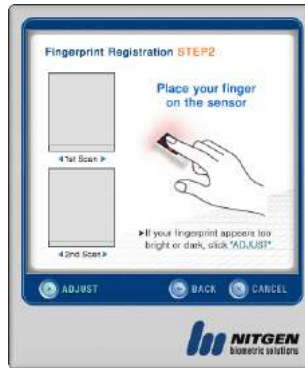 Fingerprint Registration STEP2
Place your finger
on the sensor
◀1st Scan▶
▶If your fingerprint appears too
bright or dark, click "ADJUST".
◀2nd Scan▶
ADJUST
BACK
CANCEL
NITGEN
biometric solutions